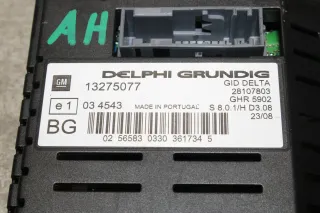 AH
GM
DELPHI GRUNDIG
13275077
GID DELTA
28107803
GHR 5902
e1
03 4543
MADE IN PORTUGAL
S 8.0.1/H D3.08
23/08
BG
02 56583 0330 361734 5